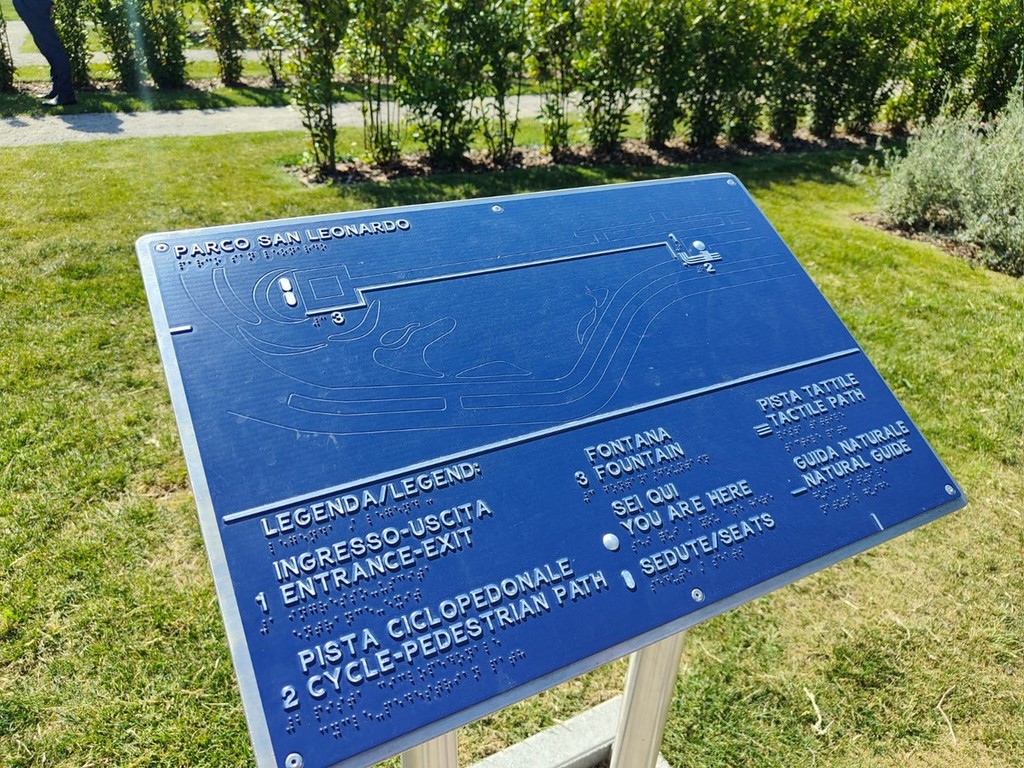 PARCO SAN LEONARDO
2
3
LEGENDA/LEGEND:
INGRESSO-USCITA
1 ENTRANCE-EXIT
PISTA CICLOPEDONALE
2 CYCLE-PEDESTRIAN PATH
FONTANA
3 FOUNTAIN
SEI QUI
YOU ARE HERE
SEDUTE/SEATS
PISTA TATTILE
TACTILE PATH
GUIDA NATURALE
NATURAL GUIDE